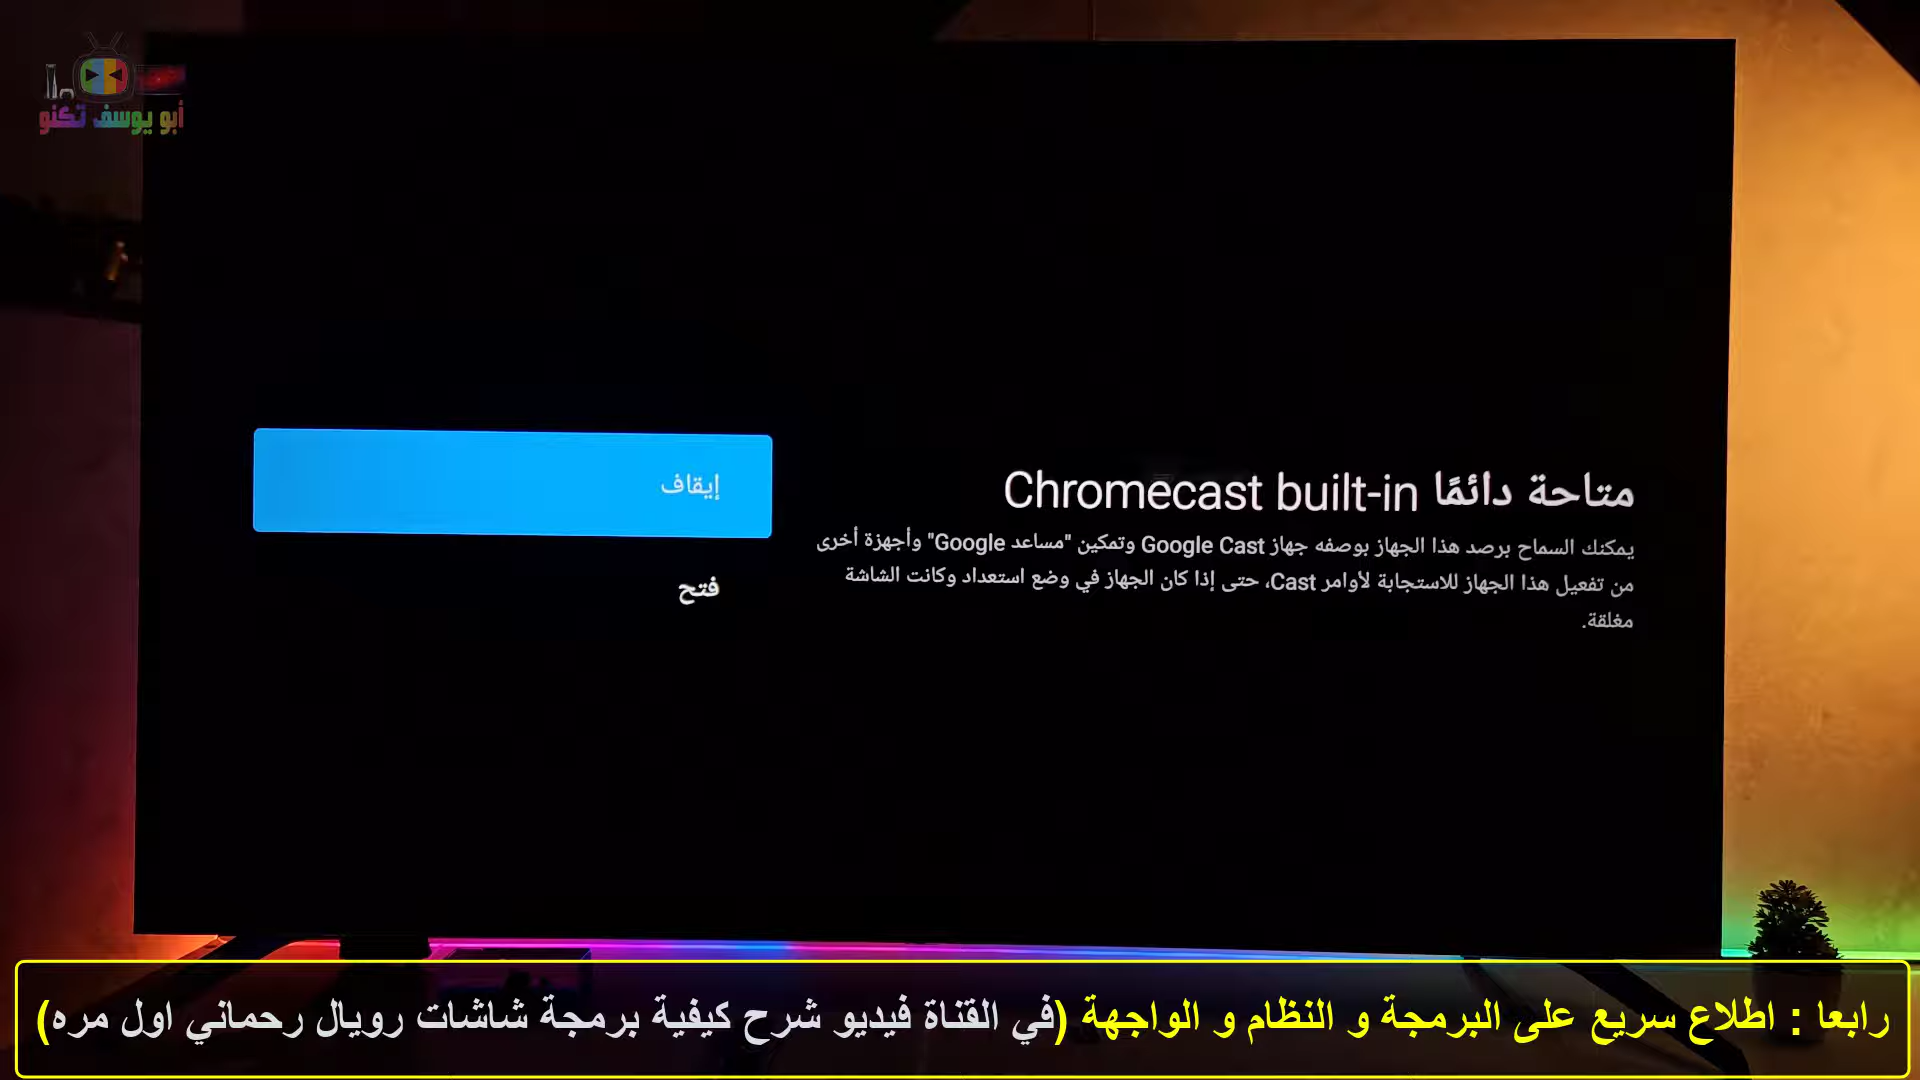 أبو يوسف تكنو
متاحة دائمًا Chromecast built-in
يمكنك السماح برصد هذا الجهاز بوصفه جهاز Google Cast وتمكين "مساعد Google" وأجهزة أخرى
من تفعيل هذا الجهاز للاستجابة لأوامر Cast، حتى إذا كان الجهاز في وضع استعداد وكانت الشاشة
مغلقة.
إيقاف
فتح
رابعا : اطلاع سريع على البرمجة و النظام و الواجهة (في القناة فيديو شرح كيفية برمجة شاشات رويال رحماني اول مره)